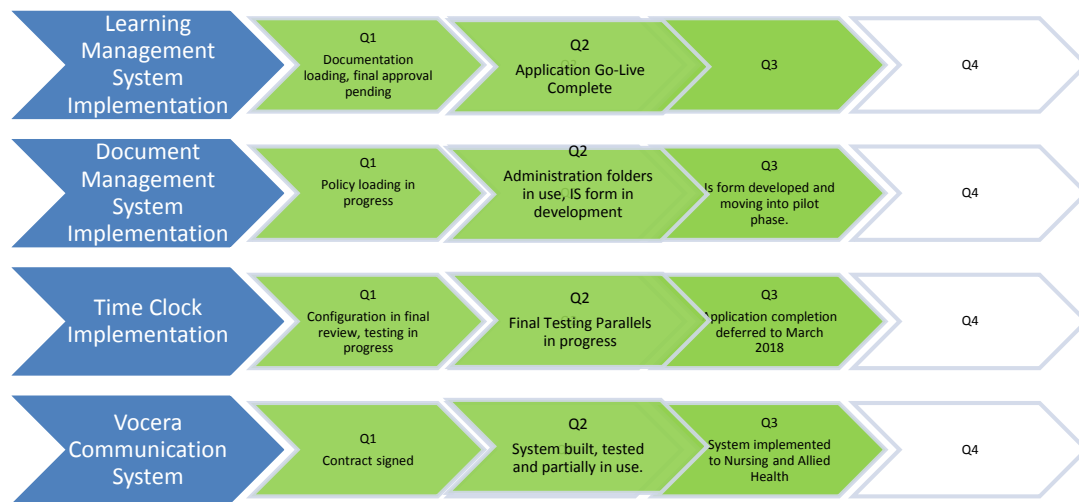 Learning
Management
System
Implementation
Q1
Documentation
loading, final approval
pending
Q2
Application Go-Live
Complete
Q3
Q4
Document
Management
System
Implementation
Q1
Policy loading in
progress
Q2
Administration folders
in use, IS form in
development
Q3
Is form developed and
moving into pilot
phase.
Q4
Time Clock
Implementation
Q1
Configuration in final
review, testing in
progress
Q2
Final Testing Parallels
in progress
Q3
Application completion
deferred to March
2018
Q4
Vocera
Communication
System
Q1
Contract signed
Q2
System built, tested
and partially in use.
Q3
System implemented
to Nursing and Allied
Health
Q4